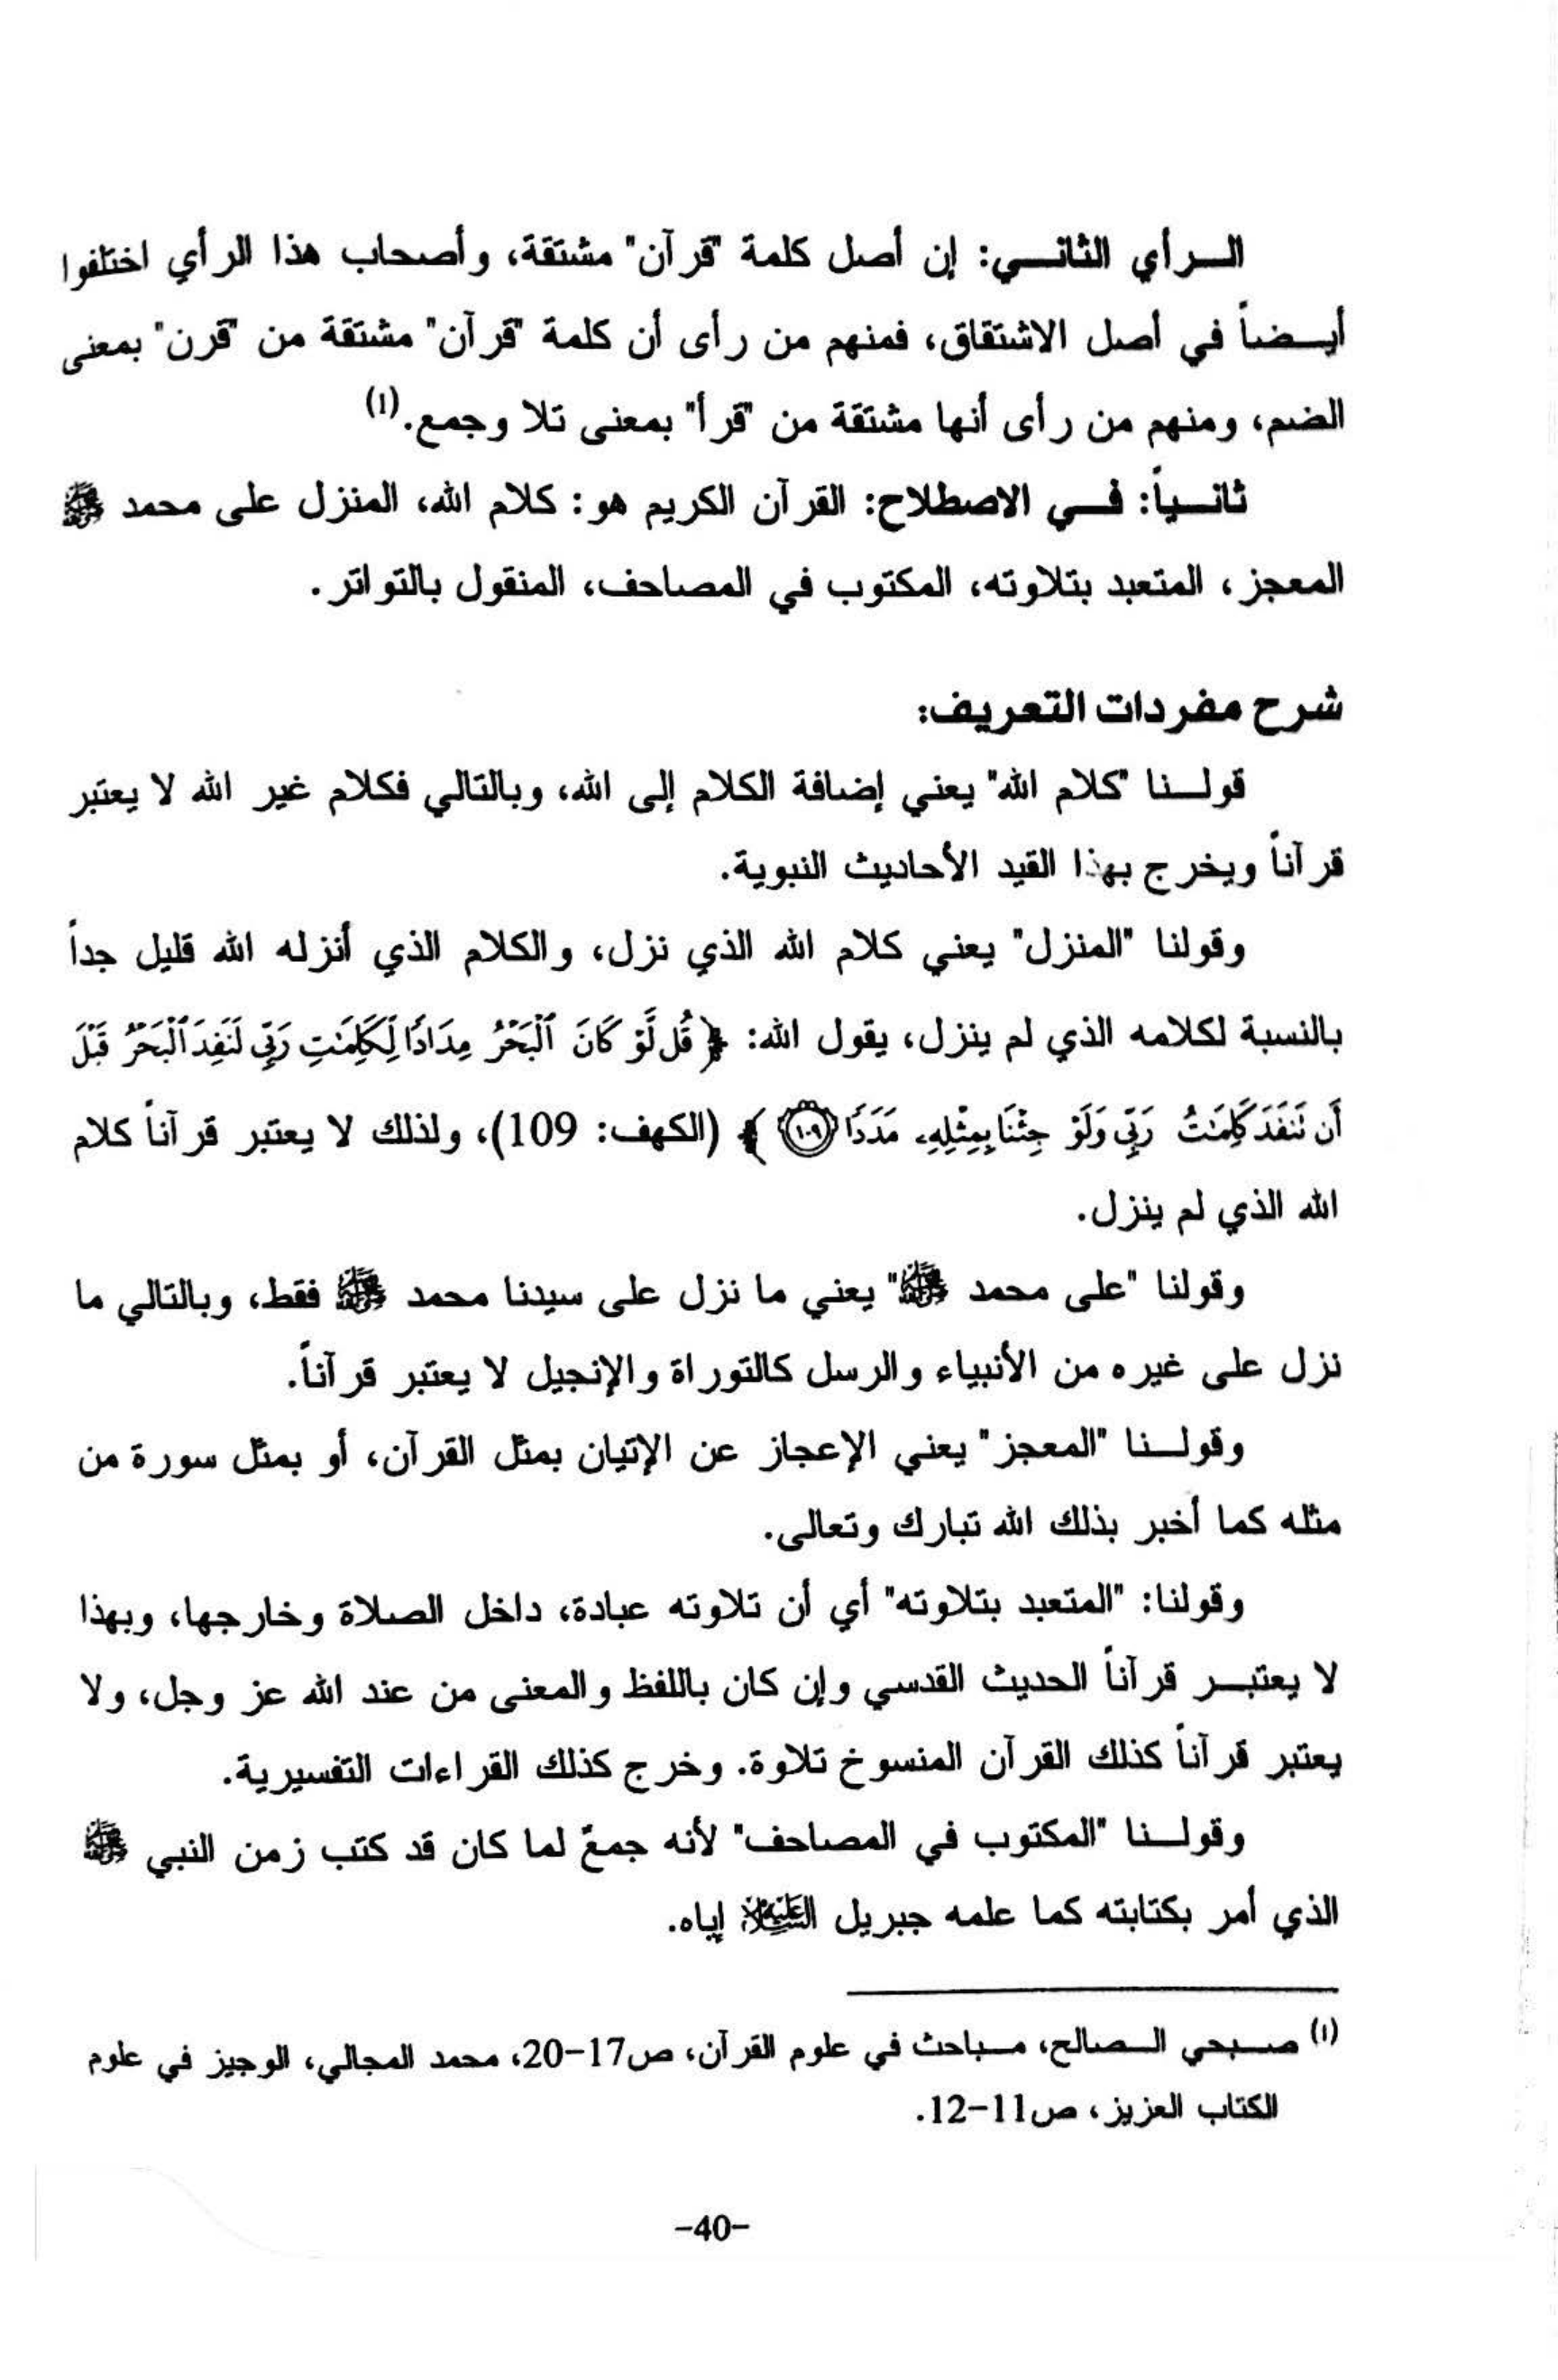 الرأي الثاني: إن أصل كلمة "قرآن" مشتقة، وأصحاب هذا الرأي اختلفوا
أيضاً في أصل الاشتقاق، فمنهم من رأى أن كلمة "قرآن" مشتقة من "قرن" بمعنى
الضم، ومنهم من رأى أنها مشتقة من "قرأ" بمعنى تلا وجمع.(١)
ثانياً: في الاصطلاح: القرآن الكريم هو: كلام الله، المنزل على محمد ﷺ
المعجز، المتعبد بتلاوته، المكتوب في المصاحف، المنقول بالتواتر.
شرح مفردات التعريف:
قولنا "كلام الله" يعني إضافة الكلام إلى الله، وبالتالي فكلام غير الله لا يعتبر
قرآناً ويخرج بهذا القيد الأحاديث النبوية.
وقولنا "المنزل" يعني كلام الله الذي نزل، والكلام الذي أنزله الله قليل جداً
بالنسبة لكلامه الذي لم ينزل، يقول الله: ﴿ قُل لَّوْ كَانَ ٱلْبَحْرُ مِدَادًا لِّكَلِمَٰتِ رَبِّى لَنَفِدَ ٱلْبَحْرُ قَبْلَ
أَن تَنفَدَ كَلِمَٰتُ رَبِّى وَلَوْ جِئْنَا بِمِثْلِهِۦ مَدَدًا ١٠٩ ﴾ (الكهف: 109)، ولذلك لا يعتبر قرآناً كلام
الله الذي لم ينزل.
وقولنا "على محمد ﷺ" يعني ما نزل على سيدنا محمد ﷺ فقط، وبالتالي ما
نزل على غيره من الأنبياء والرسل كالتوراة والإنجيل لا يعتبر قرآناً.
وقولنا "المعجز" يعني الإعجاز عن الإتيان بمثل القرآن، أو بمثل سورة من
مثله كما أخبر بذلك الله تبارك وتعالى.
وقولنا: "المتعبد بتلاوته" أي أن تلاوته عبادة، داخل الصلاة وخارجها، وبهذا
لا يعتبر قرآناً الحديث القدسي وإن كان باللفظ والمعنى من عند الله عز وجل، ولا
يعتبر قرآناً كذلك القرآن المنسوخ تلاوة. وخرج كذلك القراءات التفسيرية.
وقولنا "المكتوب في المصاحف" لأنه جمعٌ لما كان قد كتب زمن النبي ﷺ
الذي أمر بكتابته كما علمه جبريل عليه السلام إياه.
(١) صبحي الصالح، مباحث في علوم القرآن، ص17-20، محمد المجالي، الوجيز في علوم
الكتاب العزيز، ص11-12.
-40-